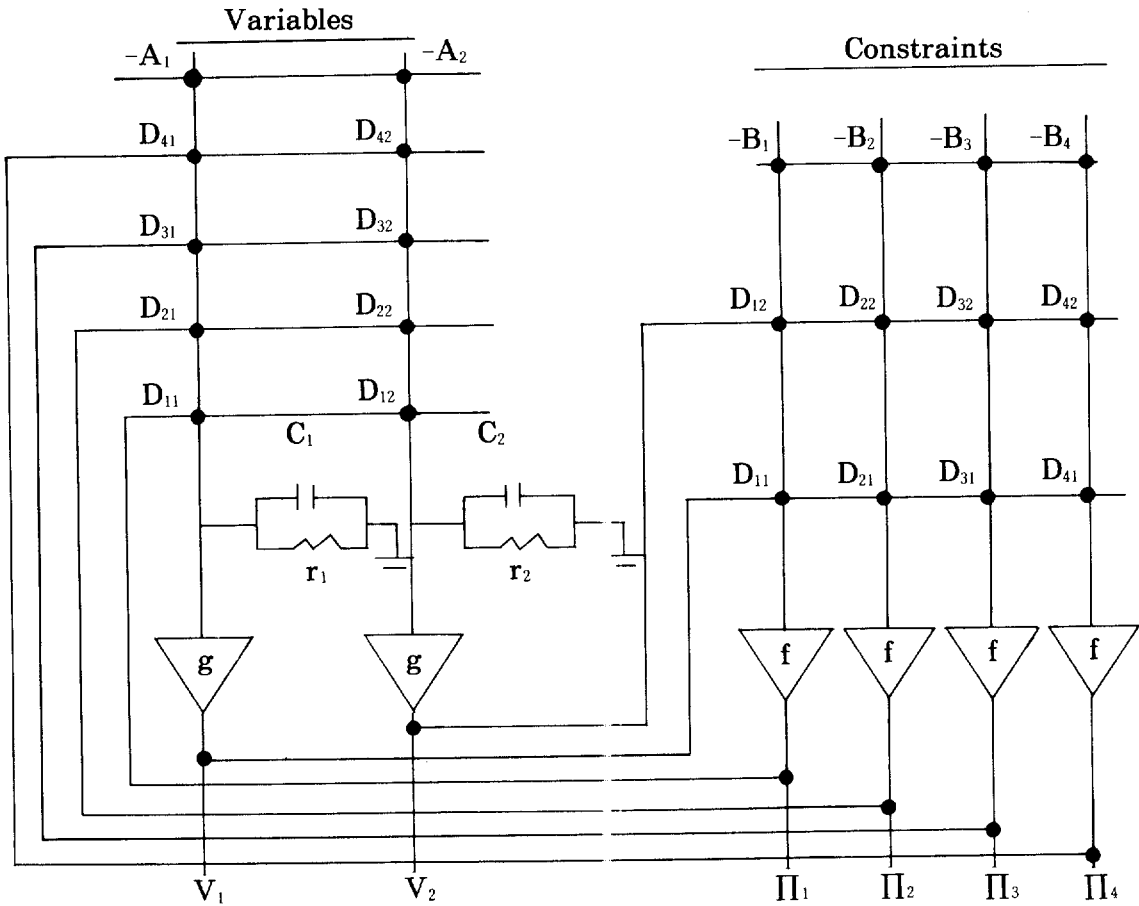 Variables
Constraints
-A₁ -A₂
D₄₁ D₄₂
-B₁ -B₂ -B₃ -B₄
D₃₁ D₃₂
D₂₁ D₂₂
D₁₂ D₂₂ D₃₂ D₄₂
D₁₁ D₁₂
C₁ C₂
D₁₁ D₂₁ D₃₁ D₄₁
r₁ r₂
g g
f f f f
V₁ V₂ Π₁ Π₂ Π₃ Π₄